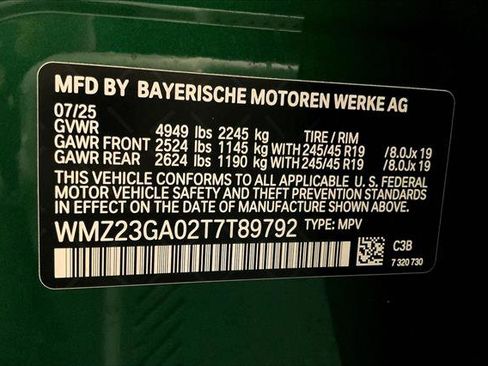 MFD BY BAYERISCHE MOTOREN WERKE AG
07/25
GVWR 4949 lbs 2245 kg TIRE / RIM
GAWR FRONT 2524 lbs 1145 kg WITH 245/45 R19 /8.0Jx 19
GAWR REAR 2624 lbs 1190 kg WITH 245/45 R19 /8.0Jx 19
THIS VEHICLE CONFORMS TO ALL APPLICABLE U.S. FEDERAL
MOTOR VEHICLE SAFETY AND THEFT PREVENTION STANDARDS
IN EFFECT ON THE DATE OF MANUFACTURE SHOWN ABOVE.
WMZ23GA02T7T89792 TYPE: MPV
C3B
7 320 730